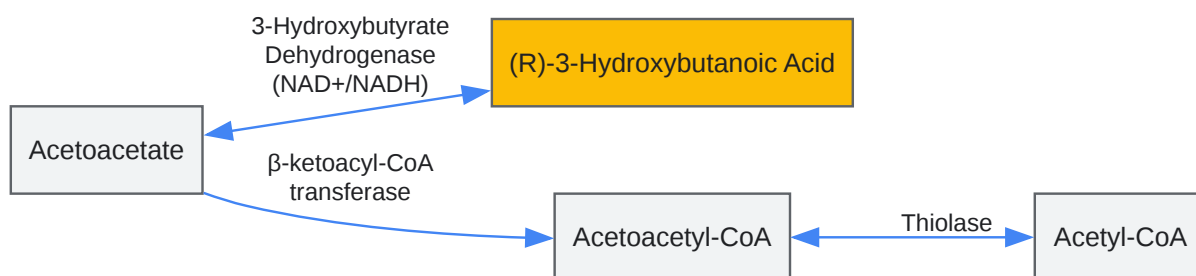 3-Hydroxybutyrate
Dehydrogenase
(NAD+/NADH)
(R)-3-Hydroxybutanoic Acid
Acetoacetate
β-ketoacyl-CoA
transferase
Acetoacetyl-CoA
Thiolase
Acetyl-CoA